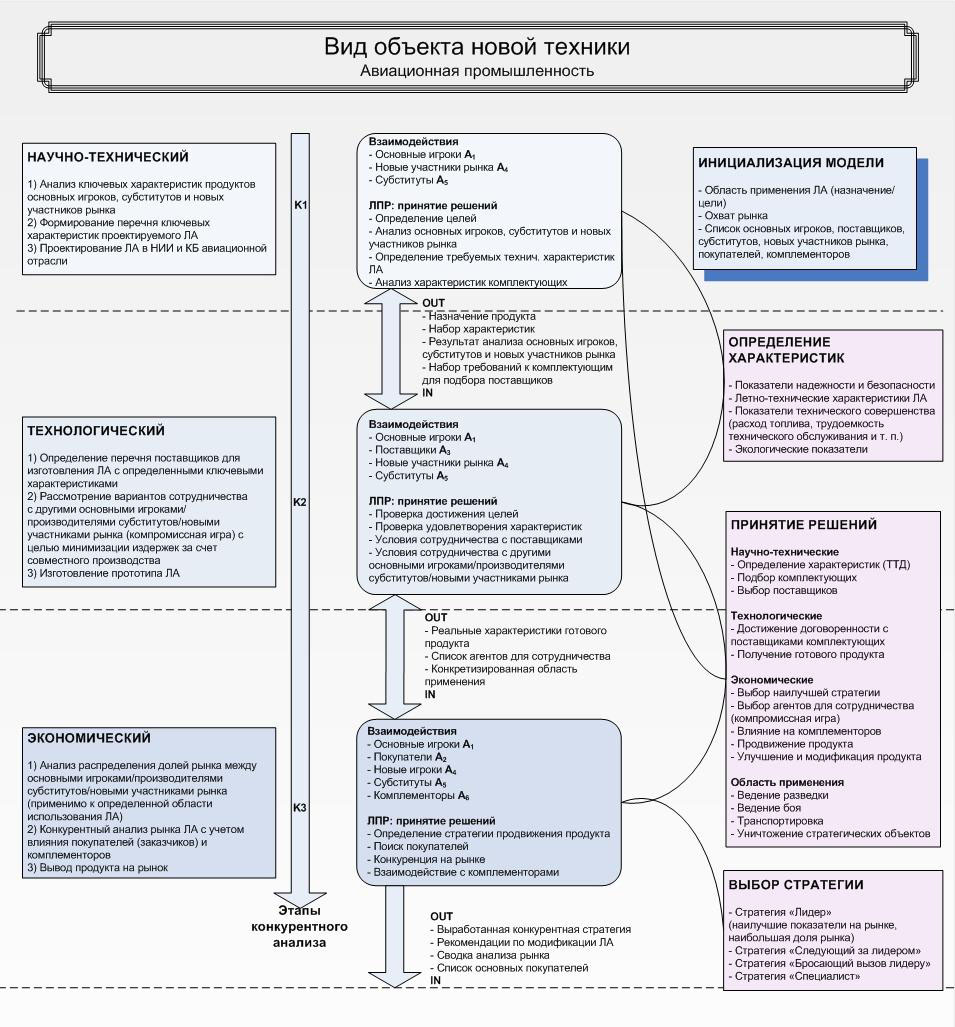 Вид объекта новой техники
Авиационная промышленность
НАУЧНО-ТЕХНИЧЕСКИЙ
1) Анализ ключевых характеристик продуктов
основных игроков, субститутов и новых
участников рынка
2) Формирование перечня ключевых
характеристик проектируемого ЛА
3) Проектирование ЛА в НИИ и КБ авиационной
отрасли
К1
Взаимодействия
- Основные игроки A1
- Новые участники рынка A4
- Субституты A5
ЛПР: принятие решений
- Определение целей
- Анализ основных игроков, субститутов и новых
участников рынка
- Определение требуемых технич. характеристик
ЛА
- Анализ характеристик комплектующих
ИНИЦИАЛИЗАЦИЯ МОДЕЛИ
- Область применения ЛА (назначение/
цели)
- Охват рынка
- Список основных игроков, поставщиков,
субститутов, новых участников рынка,
покупателей, комплементоров
OUT
- Назначение продукта
- Набор характеристик
- Результат анализа основных игроков,
субститутов и новых участников рынка
- Набор требований к комплектующим
для подбора поставщиков
IN
ОПРЕДЕЛЕНИЕ
ХАРАКТЕРИСТИК
- Показатели надежности и безопасности
- Летно-технические характеристики ЛА
- Показатели технического совершенства
(расход топлива, трудоемкость
технического обслуживания и т. п.)
- Экологические показатели
ТЕХНОЛОГИЧЕСКИЙ
1) Определение перечня поставщиков для
изготовления ЛА с определенными ключевыми
характеристиками
2) Рассмотрение вариантов сотрудничества
с другими основными игроками/
производителями субститутов/новыми
участниками рынка (компромиссная игра) с
целью минимизации издержек за счет
совместного производства
3) Изготовление прототипа ЛА
К2
Взаимодействия
- Основные игроки A1
- Поставщики A3
- Новые участники рынка A4
- Субституты A5
ЛПР: принятие решений
- Проверка достижения целей
- Проверка удовлетворения характеристик
- Условия сотрудничества с поставщиками
- Условия сотрудничества с другими
основными игроками/производителями
субститутов/новыми участниками рынка
ПРИНЯТИЕ РЕШЕНИЙ
Научно-технические
- Определение характеристик (ТТД)
- Подбор комплектующих
- Выбор поставщиков
Технологические
- Достижение договоренности с
поставщиками комплектующих
- Получение готового продукта
Экономические
- Выбор наилучшей стратегии
- Выбор агентов для сотрудничества
(компромиссная игра)
- Влияние на комплементоров
- Продвижение продукта
- Улучшение и модификация продукта
Область применения
- Ведение разведки
- Ведение боя
- Транспортировка
- Уничтожение стратегических объектов
OUT
- Реальные характеристики готового
продукта
- Список агентов для сотрудничества
- Конкретизированная область
применения
IN
ЭКОНОМИЧЕСКИЙ
1) Анализ распределения долей рынка между
основными игроками/производителями
субститутов/новыми участниками рынка
(применимо к определенной области
использования ЛА)
2) Конкурентный анализ рынка ЛА с учетом
влияния покупателей (заказчиков) и
комплементоров
3) Вывод продукта на рынок
К3
Этапы
конкурентного
анализа
Взаимодействия
- Основные игроки A1
- Покупатели A2
- Новые игроки A4
- Субституты A5
- Комплементоры A6
ЛПР: принятие решений
- Определение стратегии продвижения продукта
- Поиск покупателей
- Конкуренция на рынке
- Взаимодействие с комплементорами
OUT
- Выработанная конкурентная стратегия
- Рекомендации по модификации ЛА
- Сводка анализа рынка
- Список основных покупателей
IN
ВЫБОР СТРАТЕГИИ
- Стратегия «Лидер»
(наилучшие показатели на рынке,
наибольшая доля рынка)
- Стратегия «Следующий за лидером»
- Стратегия «Бросающий вызов лидеру»
- Стратегия «Специалист»